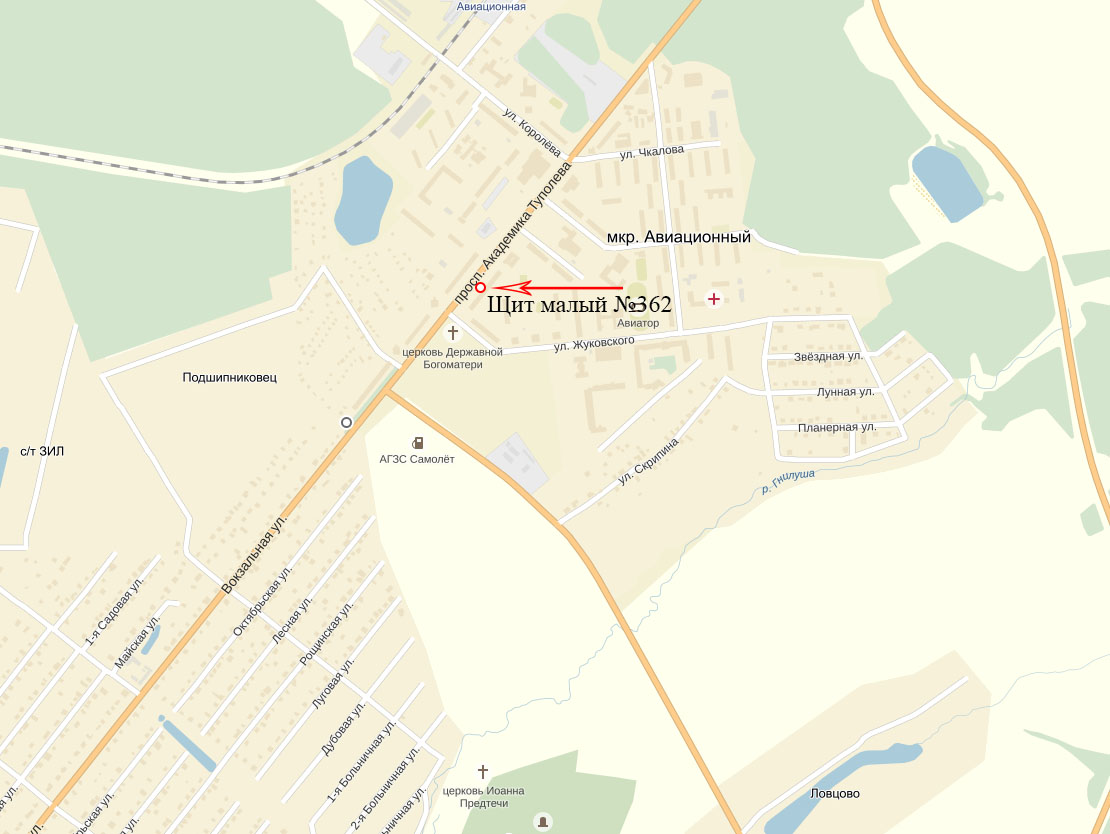 Авиационная
ул. Королёва
ул. Чкалова
просп. Академика Туполева
мкр. Авиационный
Щит малый №362
Авиатор
церковь Державной
Богоматери
ул. Жуковского
Звёздная ул.
Подшипниковец
Лунная ул.
Планерная ул.
с/т ЗИЛ
АГЗС Самолёт
ул. Скрипина
р. Гнилуша
Вокзальная ул.
Октябрьская ул.
1-я Садовая ул.
Лесная ул.
Майская ул.
Рощинская ул.
Луговая ул.
Дубовая ул.
1-я Больничная ул.
2-я Больничная ул.
церковь Иоанна
Предтечи
Ловцово